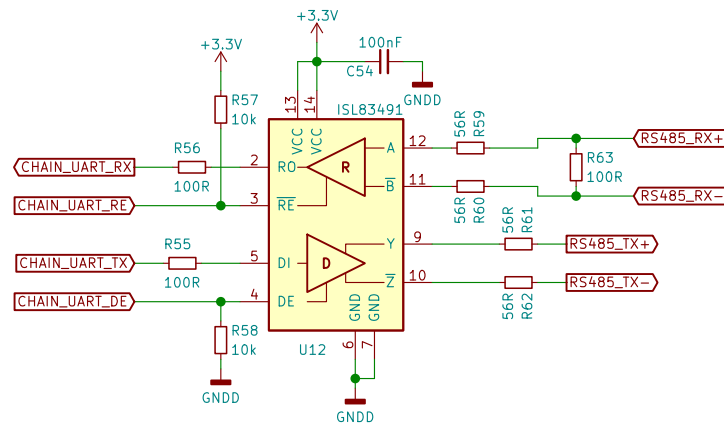 +3.3V
+3.3V
100nF
C54
GNDD
R57
10k
13
14
VCC
VCC
ISL83491
R56
100R
CHAIN_UART_RX
2
RO
R
A
12
56R
R59
R63
100R
RS485_RX+
CHAIN_UART_RE
3
RE
B
11
56R
R60
RS485_RX-
CHAIN_UART_TX
R55
100R
5
DI
D
Y
9
56R
R61
RS485_TX+
CHAIN_UART_DE
4
DE
Z
10
56R
R62
RS485_TX-
R58
10k
GNDD
GND
GND
U12
6
7
GNDD